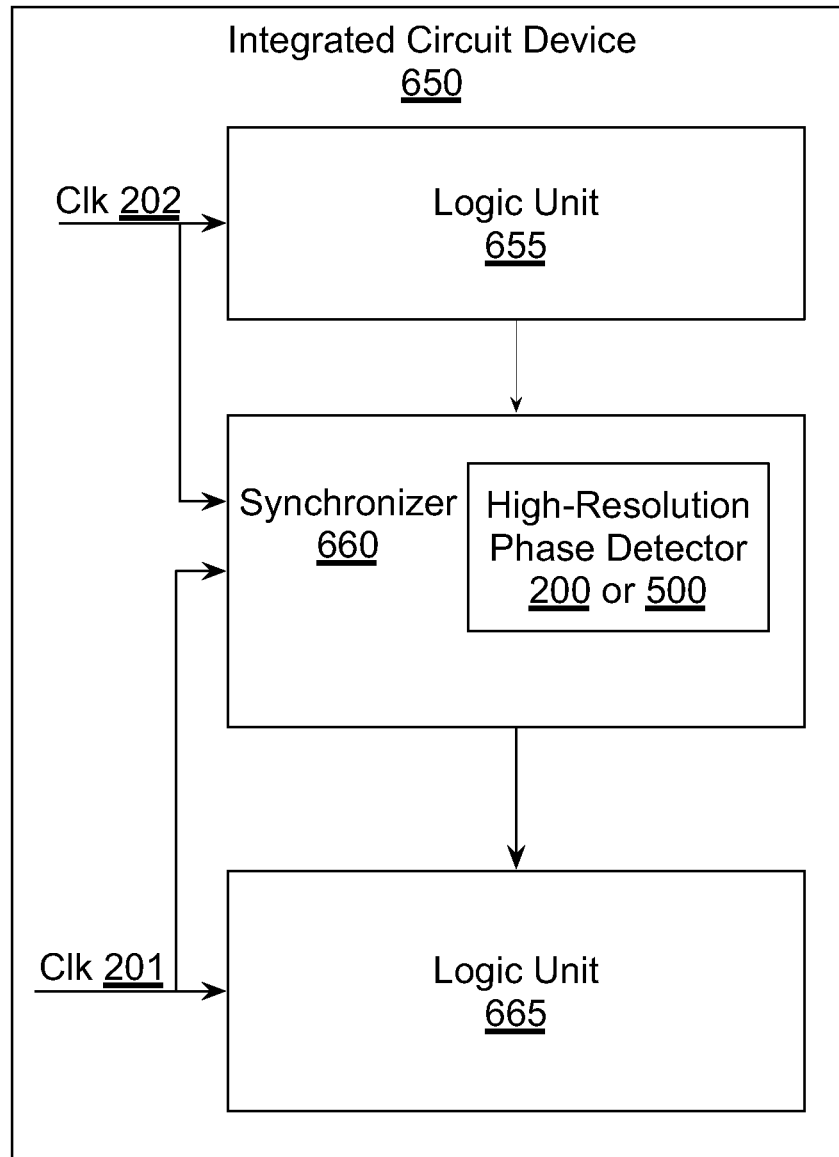 Integrated Circuit Device
650
Clk 202
Logic Unit
655
Synchronizer
660
High-Resolution
Phase Detector
200 or 500
Clk 201
Logic Unit
665